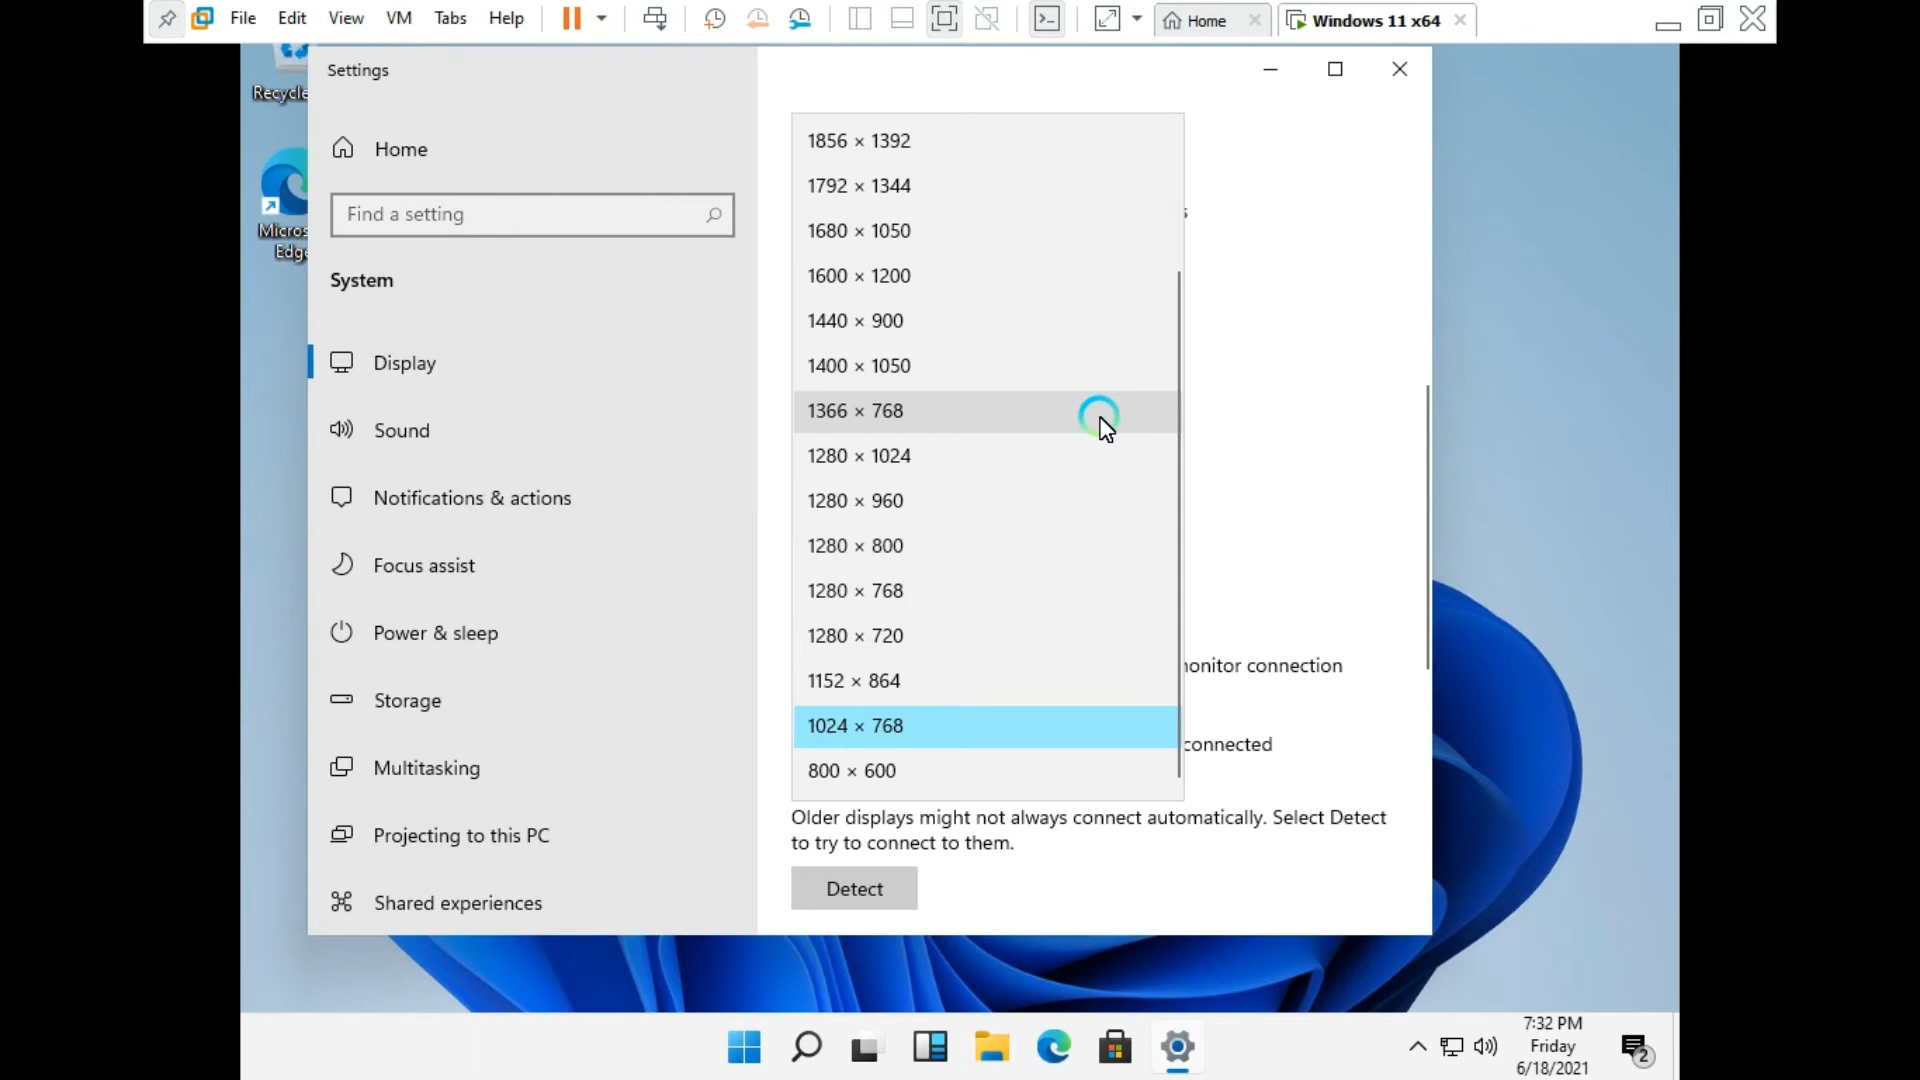 File Edit View VM Tabs Help Home Windows 11 x64
Recycle
Micros
Edge
Settings
Home
Find a setting
System
Display
Sound
Notifications & actions
Focus assist
Power & sleep
Storage
Multitasking
Projecting to this PC
Shared experiences
1856 × 1392
1792 × 1344
1680 × 1050
1600 × 1200
1440 × 900
1400 × 1050
1366 × 768
1280 × 1024
1280 × 960
1280 × 800
1280 × 768
1280 × 720
1152 × 864
1024 × 768
800 × 600
onitor connection
connected
Older displays might not always connect automatically. Select Detect
to try to connect to them.
Detect
7:32 PM
Friday
6/18/2021
2